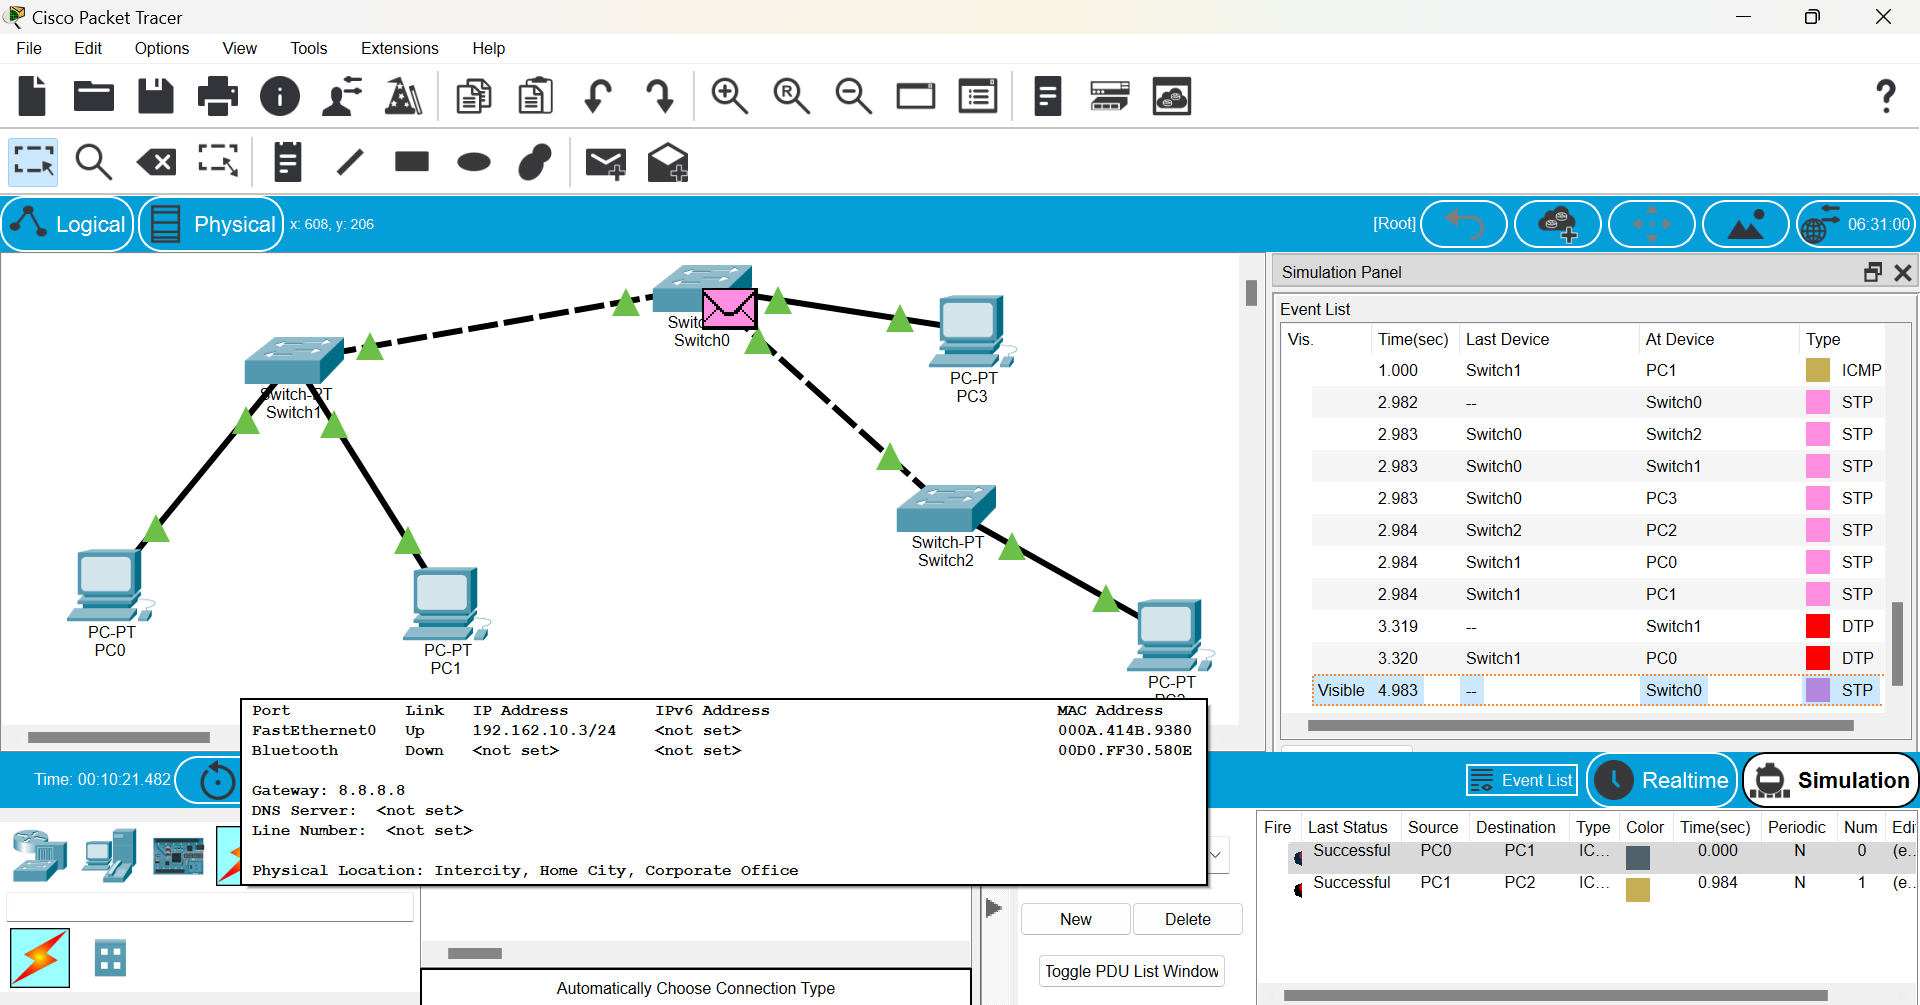 Cisco Packet Tracer
File Edit Options View Tools Extensions Help
Logical Physical x: 608, y: 206 [Root] 06:31:00
Switch0
PC-PT
PC3
Switch-PT
Switch1
Switch-PT
Switch2
PC-PT
PC0
PC-PT
PC1
PC-PT
Simulation Panel
Event List
Vis. Time(sec) Last Device At Device Type
1.000 Switch1 PC1 ICMP
2.982 -- Switch0 STP
2.983 Switch0 Switch2 STP
2.983 Switch0 Switch1 STP
2.983 Switch0 PC3 STP
2.984 Switch2 PC2 STP
2.984 Switch1 PC0 STP
2.984 Switch1 PC1 STP
3.319 -- Switch1 DTP
3.320 Switch1 PC0 DTP
Visible 4.983 -- Switch0 STP
Port Link IP Address IPv6 Address MAC Address
FastEthernet0 Up 192.162.10.3/24 <not set> 000A.414B.9380
Bluetooth Down <not set> <not set> 00D0.FF30.580E
Gateway: 8.8.8.8
DNS Server: <not set>
Line Number: <not set>
Physical Location: Intercity, Home City, Corporate Office
Time: 00:10:21.482
Event List Realtime Simulation
Fire Last Status Source Destination Type Color Time(sec) Periodic Num Edi
Successful PC0 PC1 IC... 0.000 N 0 (e..
Successful PC1 PC2 IC... 0.984 N 1 (e..
New Delete
Toggle PDU List Window
Automatically Choose Connection Type